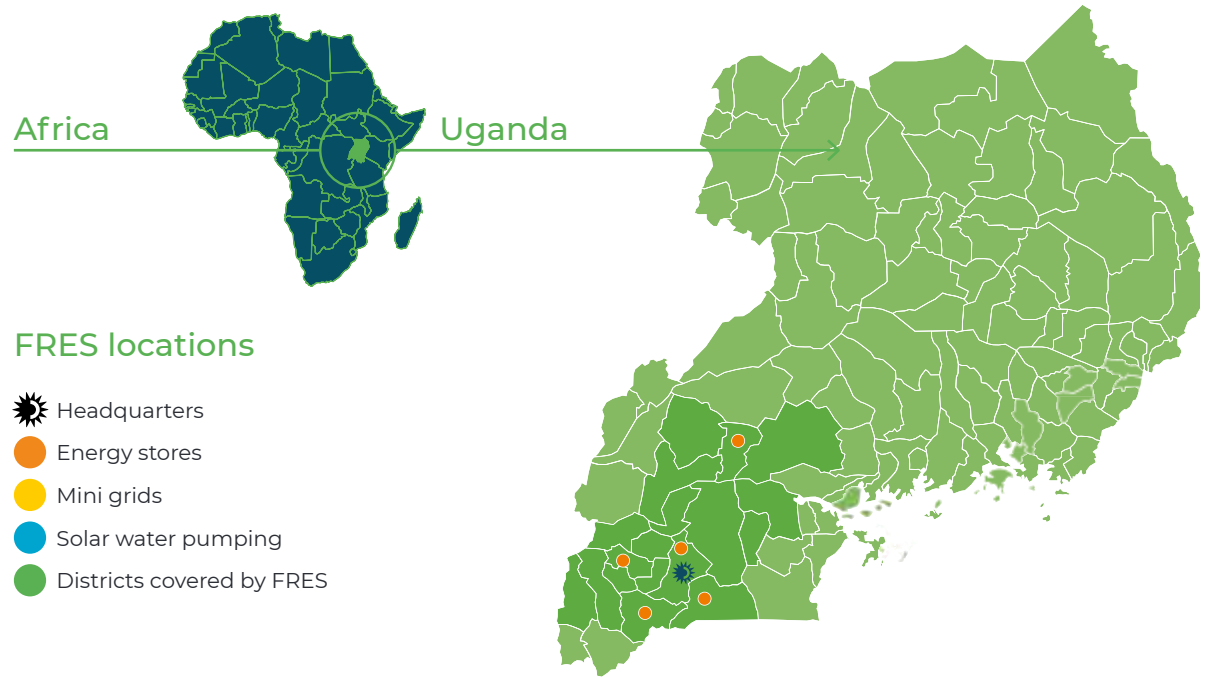 Africa
Uganda
FRES locations
Headquarters
Energy stores
Mini grids
Solar water pumping
Districts covered by FRES